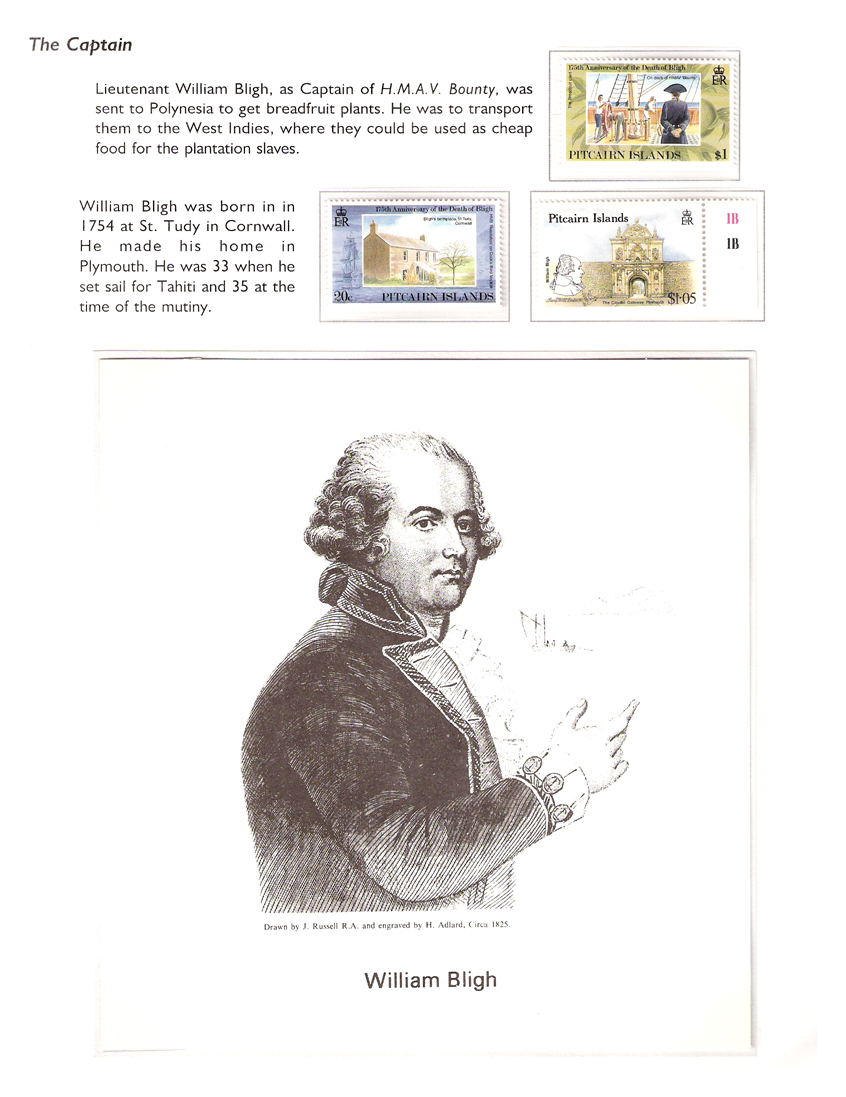 The Captain
Lieutenant William Bligh, as Captain of H.M.A.V. Bounty, was
sent to Polynesia to get breadfruit plants. He was to transport
them to the West Indies, where they could be used as cheap
food for the plantation slaves.
175th Anniversary of the Death of Bligh
On deck of HMAV 'Bounty'
ER
PITCAIRN ISLANDS $1
William Bligh was born in in
1754 at St. Tudy in Cornwall.
He made his home in
Plymouth. He was 33 when he
set sail for Tahiti and 35 at the
time of the mutiny.
175th Anniversary of the Death of Bligh
ER
Bligh's birthplace, St Tudy,
Cornwall
20c PITCAIRN ISLANDS
Pitcairn Islands
ER
William Bligh
The Citadel Gateway Plymouth
$1·05
1B
1B
Drawn by J. Russell R.A. and engraved by H. Adlard, Circa 1825.
William Bligh